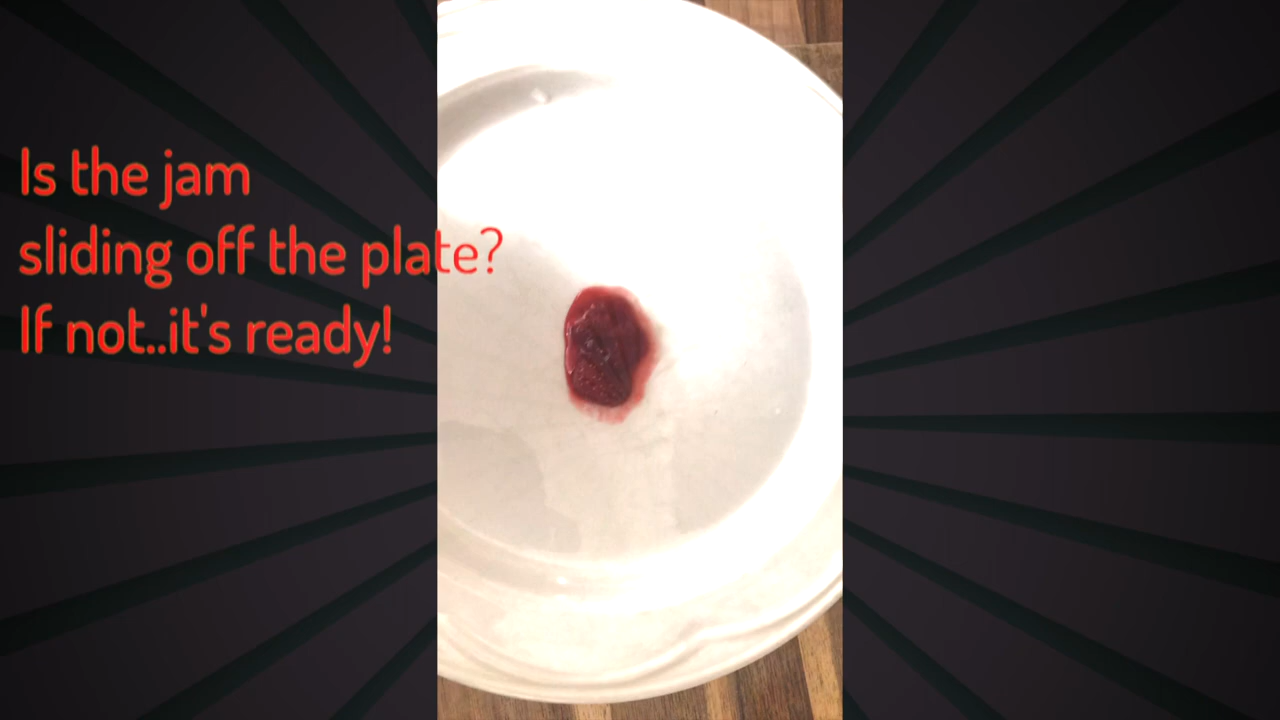 Is the jam
sliding off the plate?
If not..it's ready!